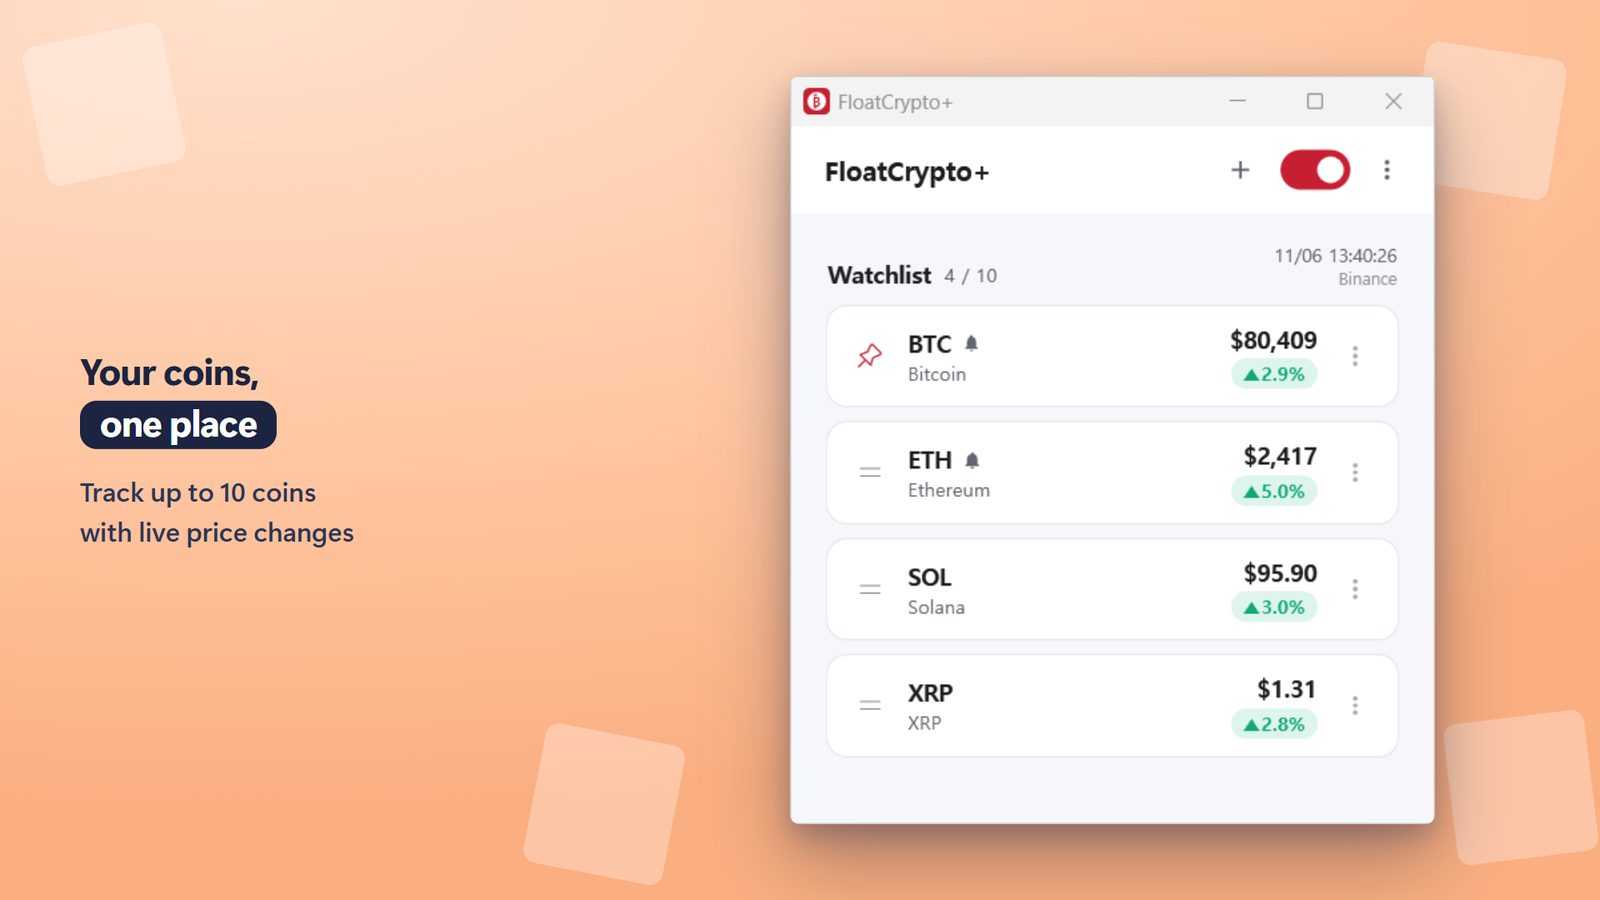 Your coins,
one place
Track up to 10 coins
with live price changes
FloatCrypto+
FloatCrypto+
11/06 13:40:26
Watchlist 4 / 10
Binance
BTC
$80,409
Bitcoin
▲2.9%
ETH
$2,417
Ethereum
▲5.0%
SOL
$95.90
Solana
▲3.0%
XRP
$1.31
XRP
▲2.8%